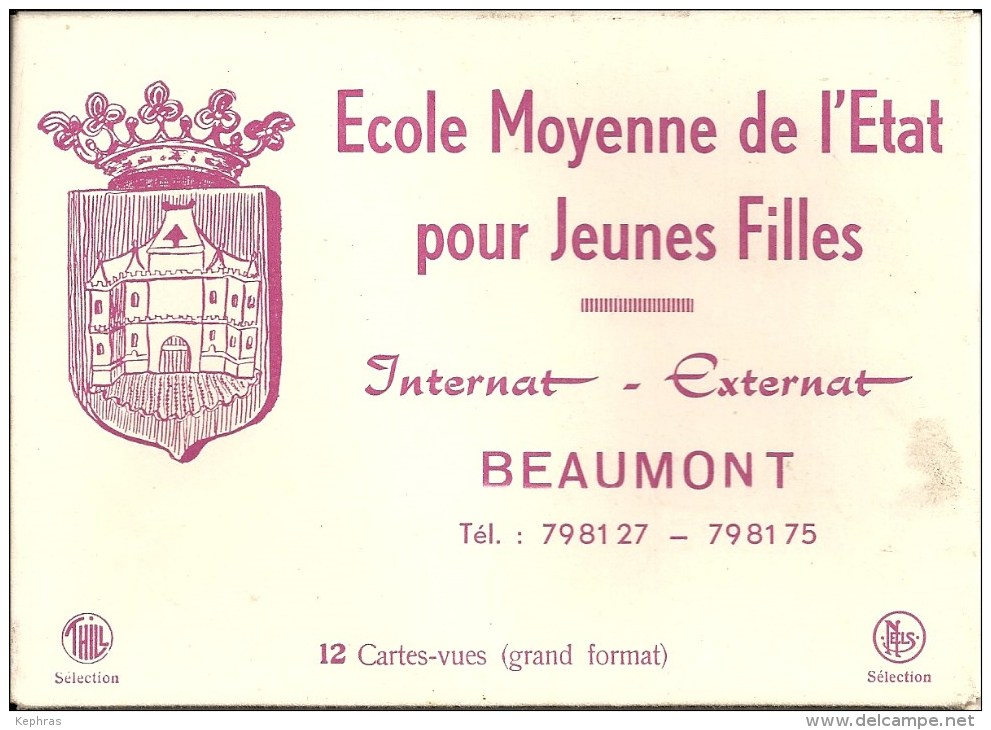 Ecole Moyenne de l'Etat
pour Jeunes Filles
Internat - Externat
BEAUMONT
Tél. : 798127 – 798175
THILL
Sélection
12 Cartes-vues (grand format)
NELS
Sélection
Kephras
www.delcampe.net